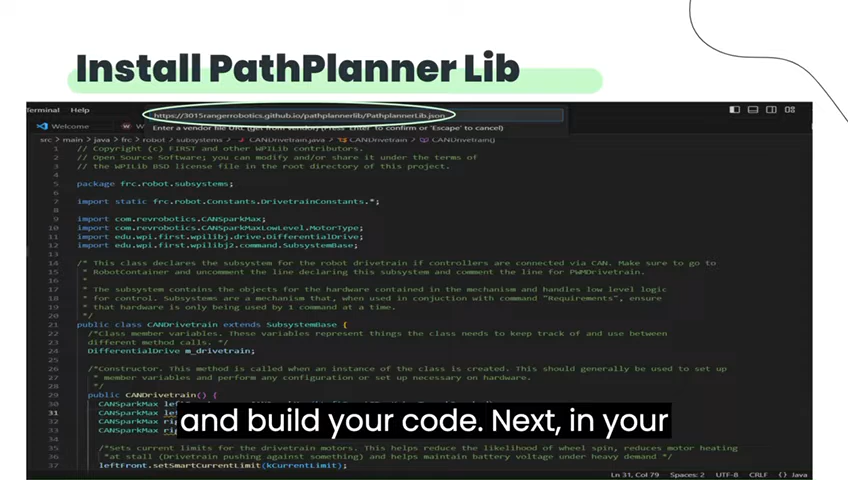 Install PathPlanner Lib
Terminal Help
https://3015rangerrobotics.github.io/pathplannerlib/PathplannerLib.json
Enter a vendor file URL (get from vendor) (Press 'Enter' to confirm or 'Escape' to cancel)
Welcome
src > main > java > frc > robot > subsystems > CANDrivetrain.java > CANDrivetrain > CANDrivetrain()
1 // Copyright (c) FIRST and other WPILib contributors.
2 // Open Source Software; you can modify and/or share it under the terms of
3 // the WPILib BSD license file in the root directory of this project.
4
5 package frc.robot.subsystems;
6
7 import static frc.robot.Constants.DrivetrainConstants.*;
8
9 import com.revrobotics.CANSparkMax;
10 import com.revrobotics.CANSparkMaxLowLevel.MotorType;
11 import edu.wpi.first.wpilibj.drive.DifferentialDrive;
12 import edu.wpi.first.wpilibj2.command.SubsystemBase;
13
14 /* This class declares the subsystem for the robot drivetrain if controllers are connected via CAN. Make sure to go to
15 * RobotContainer and uncomment the line declaring this subsystem and comment the line for PWMDrivetrain.
16 *
17 * The subsystem contains the objects for the hardware contained in the mechanism and handles low level logic
18 * for control. Subsystems are a mechanism that, when used in conjuction with command "Requirements", ensure
19 * that hardware is only being used by 1 command at a time.
20 */
21 public class CANDrivetrain extends SubsystemBase {
22 /*Class member variables. These variables represent things the class needs to keep track of and use between
23 different method calls. */
24 DifferentialDrive m_drivetrain;
25
26 /*Constructor. This method is called when an instance of the class is created. This should generally be used to set up
27 * member variables and perform any configuration or set up necessary on hardware.
28 */
29 public CANDrivetrain() {
30 CANSparkMax
31 CANSparkMax
32 CANSparkMax
33 CANSparkMax
and build your code. Next, in your
34
35 /*Sets current limits for the drivetrain motors. This helps reduce the likelihood of wheel spin, reduces motor heating
36 *at stall (Drivetrain pushing against something) and helps maintain battery voltage under heavy demand */
37 leftFront.setSmartCurrentLimit(kCurrentLimit);
Ln 31, Col 79 Spaces: 2 UTF-8 CRLF {} Java